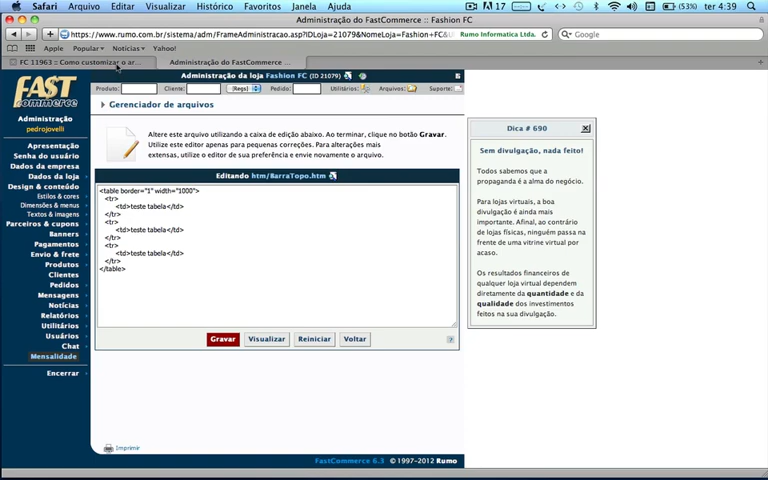 Safari Arquivo Editar Visualizar Histórico Favoritos Janela Ajuda 17 (53%) ter 4:39
Administração do FastCommerce :: Fashion FC
https://www.rumo.com.br/sistema/adm/FrameAdministracao.asp?IDLoja=21079&NomeLoja=Fashion+FC& Rumo Informatica Ltda. Google
Apple Popular Notícias Yahoo!
FC 11963 :: Como customizar o ar... Administração do FastCommerce ...
FAST
commerce
Administração
pedrojovelli
Apresentação
Senha do usuário
Dados da empresa
Dados da loja
Design & conteúdo
Estilos & cores
Dimensões & menus
Textos & imagens
Parceiros & cupons
Banners
Pagamentos
Envio & frete
Produtos
Clientes
Pedidos
Mensagens
Notícias
Relatórios
Utilitários
Usuários
Chat
Mensalidade
Encerrar
Administração da loja Fashion FC (ID 21079)
Produto: Cliente: (Regs) Pedido: Utilitários: Arquivos: Suporte:
Gerenciador de arquivos
Altere este arquivo utilizando a caixa de edição abaixo. Ao terminar, clique no botão Gravar.
Utilize este editor apenas para pequenas correções. Para alterações mais
extensas, utilize o editor de sua preferência e envie novamente o arquivo.
Editando htm/BarraTopo.htm
<table border="1" width="1000">
<tr>
<td>teste tabela</td>
</tr>
<tr>
<td>teste tabela</td>
</tr>
<tr>
<td>teste tabela</td>
</tr>
</table>
Gravar Visualizar Reiniciar Voltar ?
Imprimir
FastCommerce 6.3 © 1997-2012 Rumo
Dica # 690 X
Sem divulgação, nada feito!
Todos sabemos que a
propaganda é a alma do negócio.
Para lojas virtuais, a boa
divulgação é ainda mais
importante. Afinal, ao contrário
de lojas físicas, ninguém passa na
frente de uma vitrine virtual por
acaso.
Os resultados financeiros de
qualquer loja virtual dependem
diretamente da quantidade e da
qualidade dos investimentos
feitos na sua divulgação.